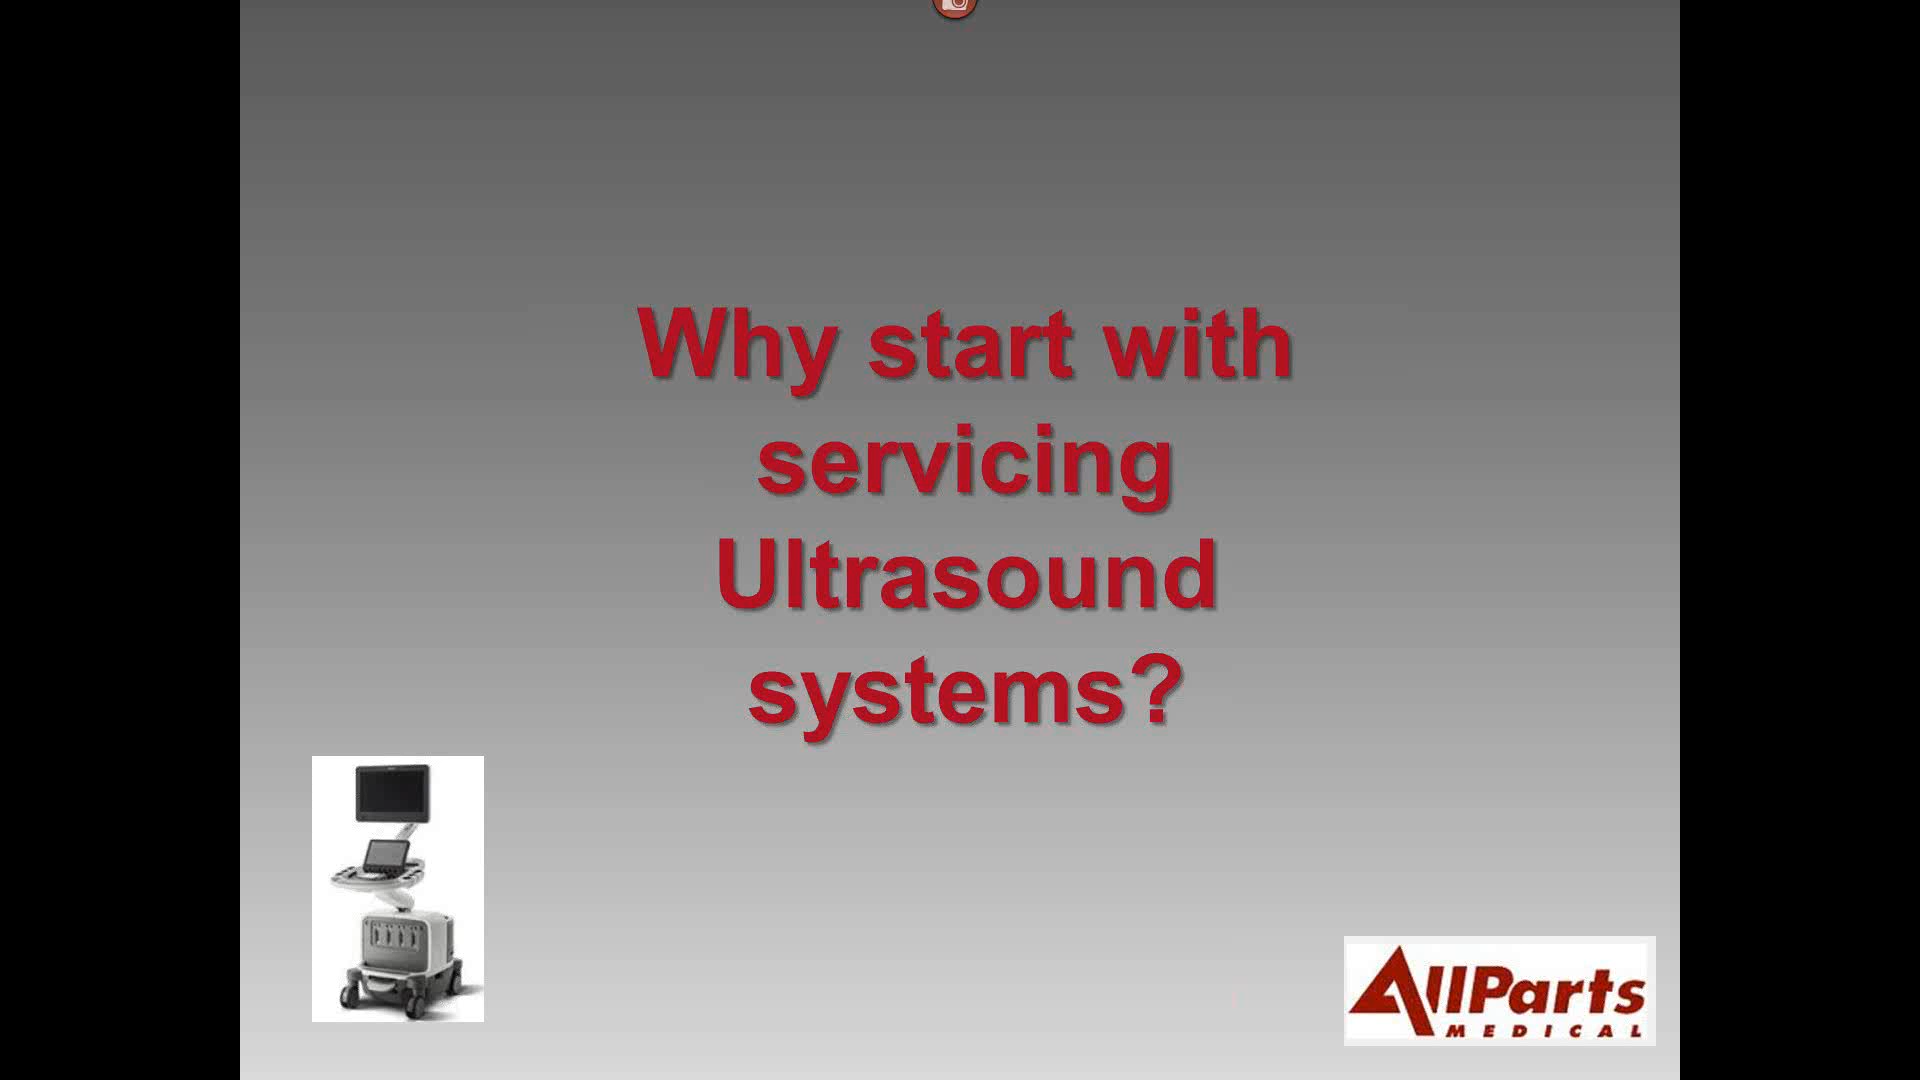 Why start with
servicing
Ultrasound
systems?
AllParts
MEDICAL